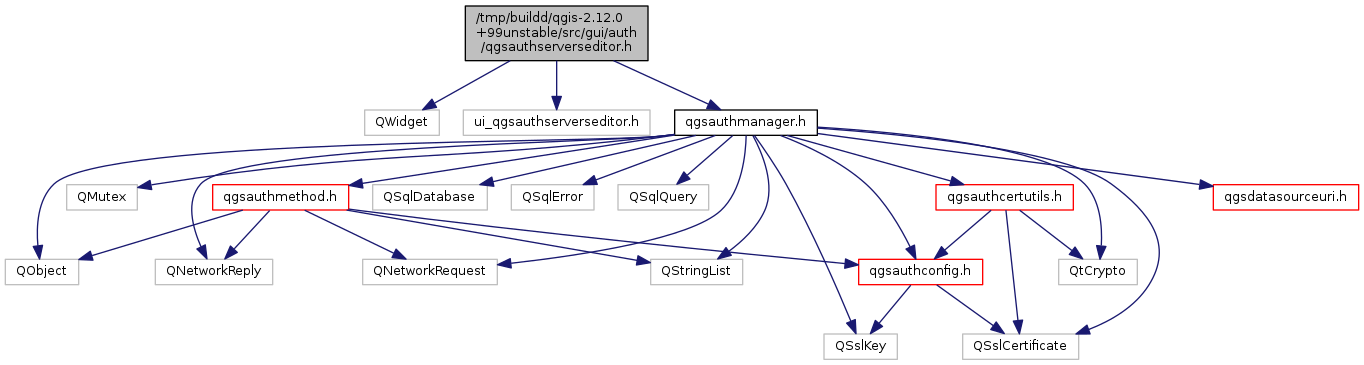 /tmp/buildd/qgis-2.12.0
+99unstable/src/gui/auth
/qgsauthserverseditor.h
QWidget
ui_qgsauthserverseditor.h
qgsauthmanager.h
QMutex
qgsauthmethod.h
QSqlDatabase
QSqlError
QSqlQuery
qgsauthcertutils.h
qgsdatasourceuri.h
QObject
QNetworkReply
QNetworkRequest
QStringList
qgsauthconfig.h
QtCrypto
QSslKey
QSslCertificate